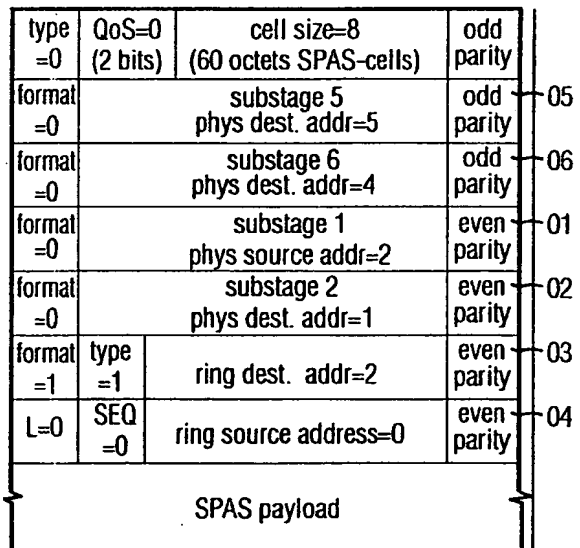 type =0 QoS=0 (2 bits) cell size=8 (60 octets SPAS-cells) odd parity
format =0 substage 5 phys dest. addr=5 odd parity 05
format =0 substage 6 phys dest. addr=4 odd parity 06
format =0 substage 1 phys source addr=2 even parity 01
format =0 substage 2 phys dest. addr=1 even parity 02
format =1 type =1 ring dest. addr=2 even parity 03
L=0 SEQ =0 ring source address=0 even parity 04
SPAS payload